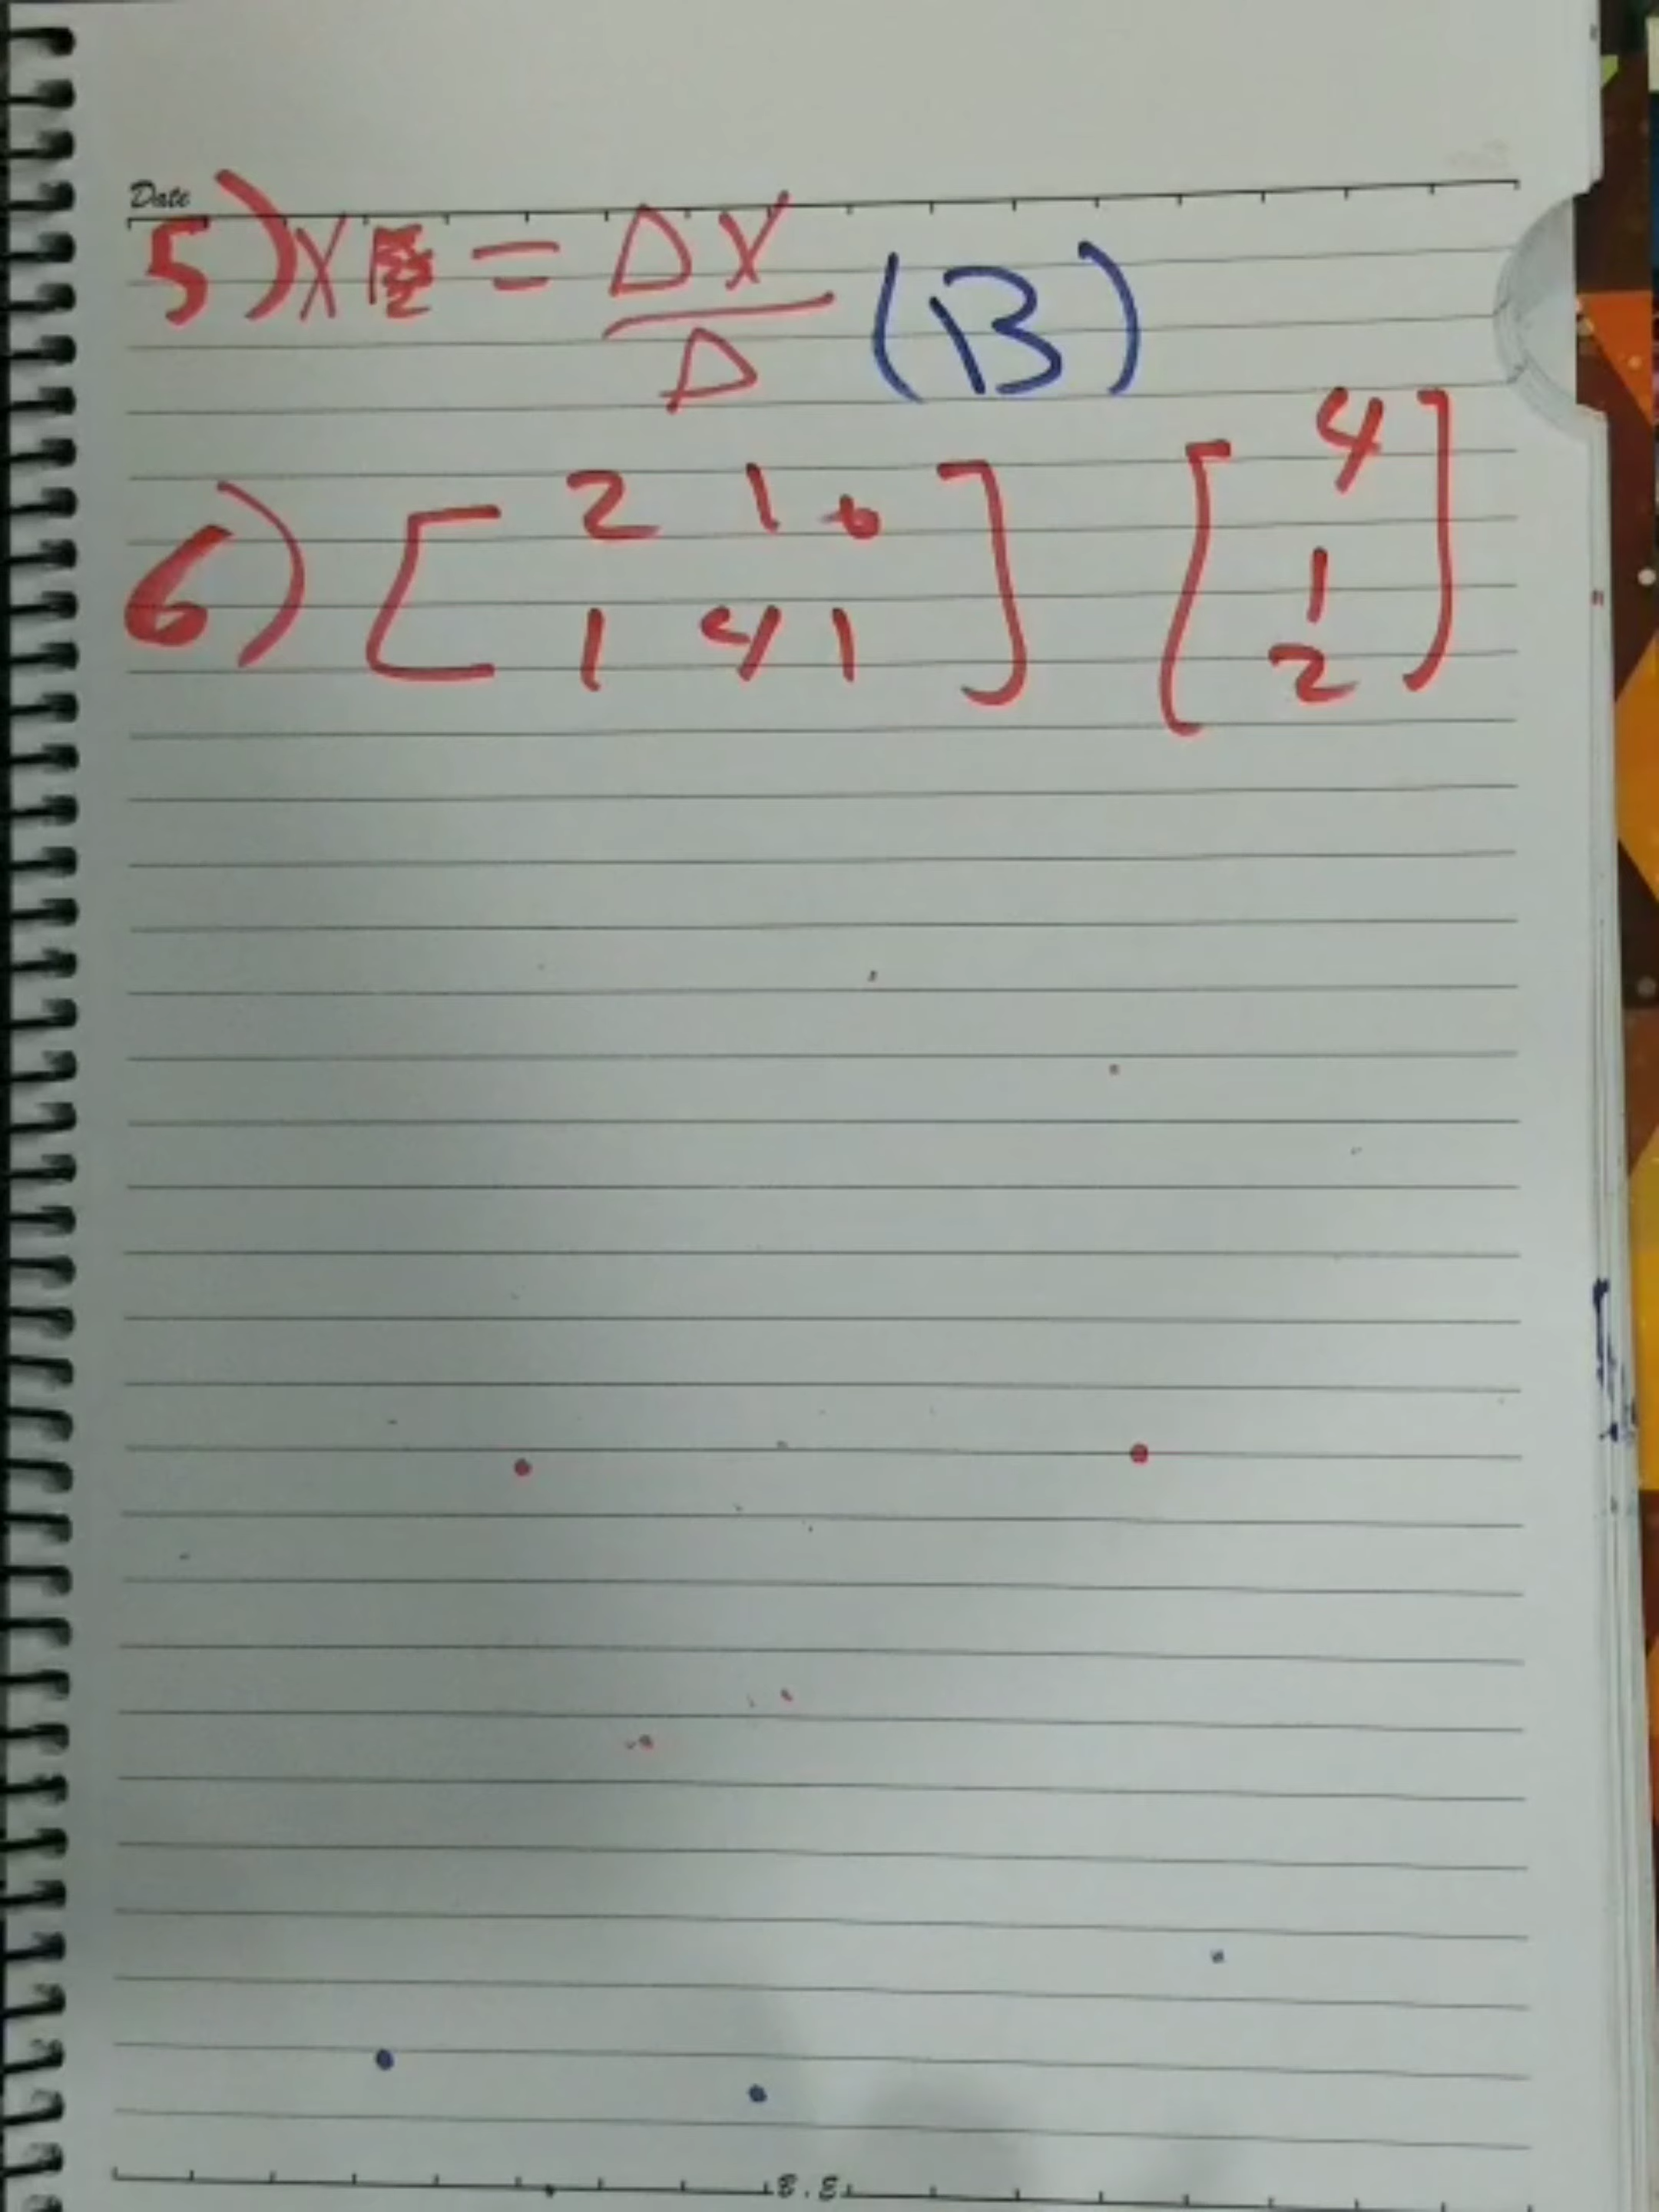 Date
5) X = ΔX / Δ (B)
6) [ 2 1 0 ] [ 4
1 4 1 1
2 ]
B.E